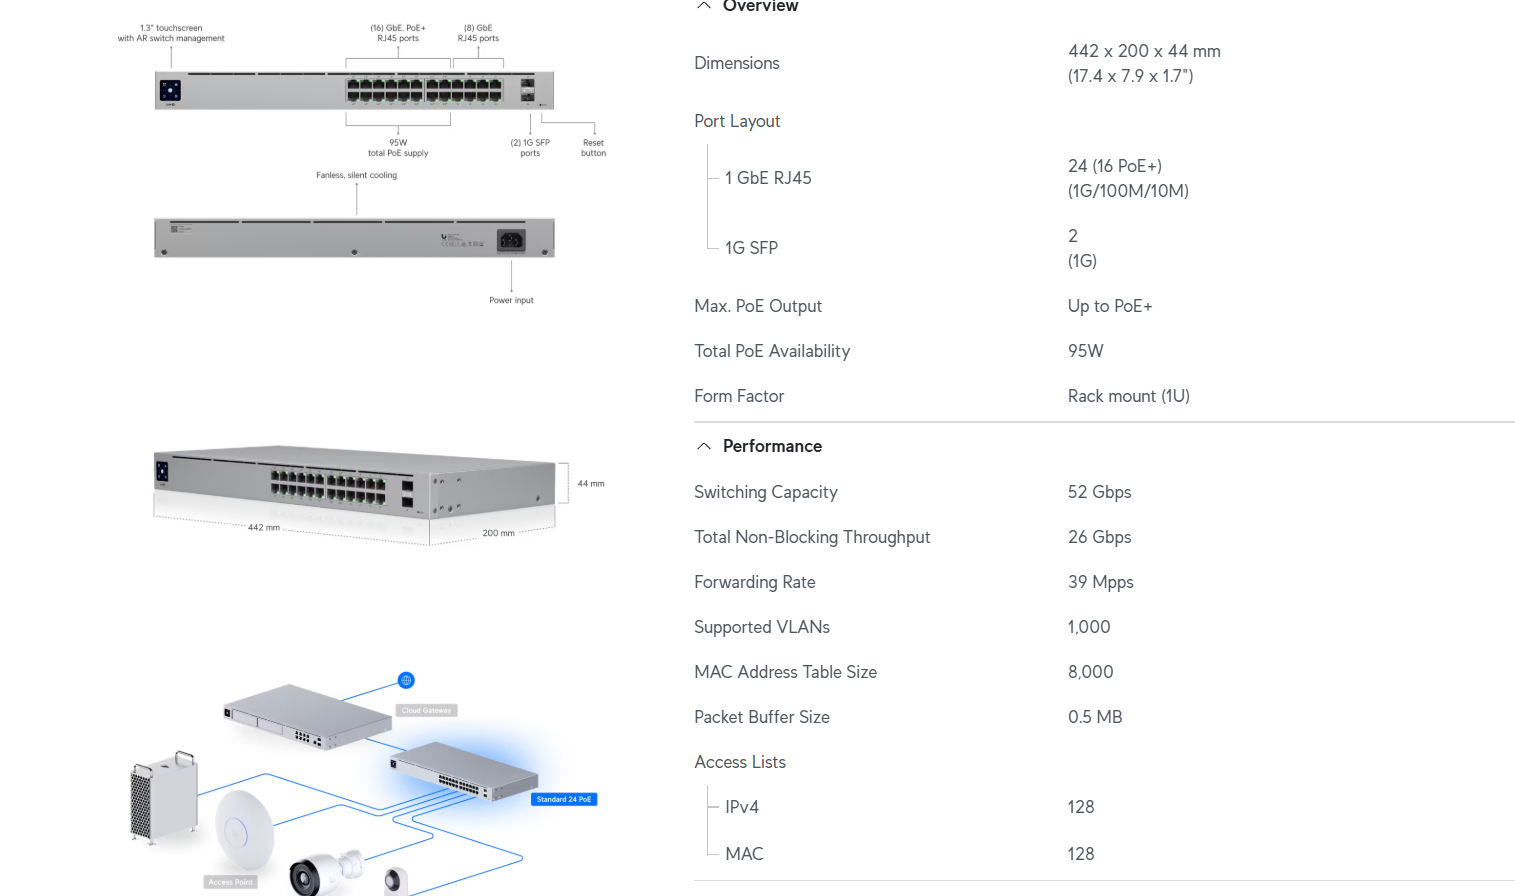 1.3" touchscreen
with AR switch management
(16) GbE, PoE+
RJ45 ports
(8) GbE
RJ45 ports
95W
total PoE supply
(2) 1G SFP
ports
Reset
button
Fanless, silent cooling
Power input
44 mm
442 mm
200 mm
Cloud Gateway
Standard 24 PoE
Access Point
Overview
Dimensions
442 x 200 x 44 mm
(17.4 x 7.9 x 1.7")
Port Layout
1 GbE RJ45
24 (16 PoE+)
(1G/100M/10M)
1G SFP
2
(1G)
Max. PoE Output
Up to PoE+
Total PoE Availability
95W
Form Factor
Rack mount (1U)
Performance
Switching Capacity
52 Gbps
Total Non-Blocking Throughput
26 Gbps
Forwarding Rate
39 Mpps
Supported VLANs
1,000
MAC Address Table Size
8,000
Packet Buffer Size
0.5 MB
Access Lists
IPv4
128
MAC
128